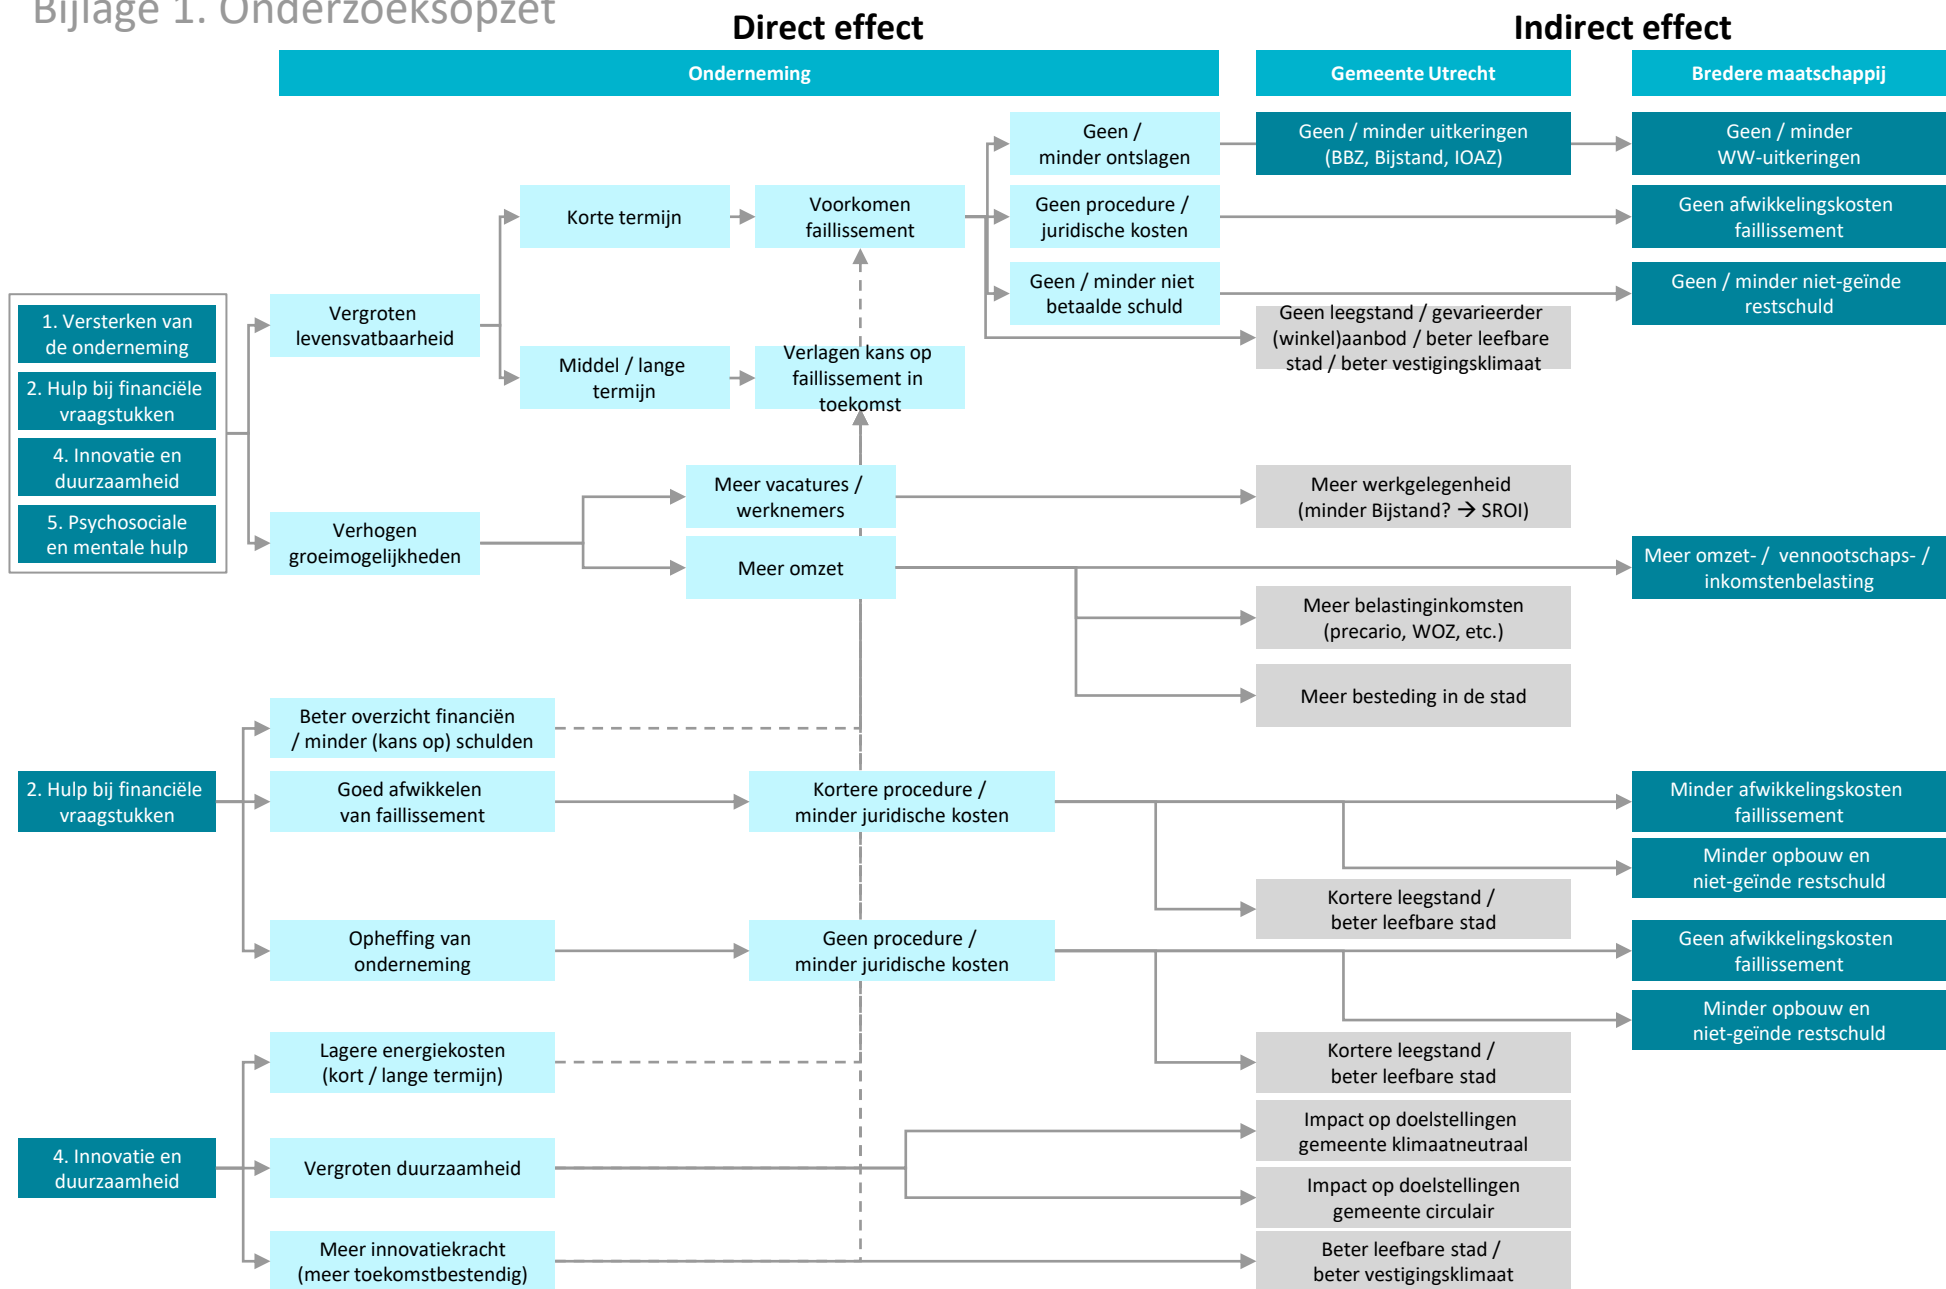 Bijlage 1. Onderzoeksopzet
Direct effect
Indirect effect
Onderneming
Gemeente Utrecht
Bredere maatschappij
1. Versterken van
de onderneming
2. Hulp bij financiële
vraagstukken
4. Innovatie en
duurzaamheid
5. Psychosociale
en mentale hulp
Vergroten
levensvatbaarheid
Verhogen
groeimogelijkheden
Korte termijn
Middel / lange
termijn
Voorkomen
faillissement
Verlagen kans op
faillissement in
toekomst
Geen /
minder ontslagen
Geen procedure /
juridische kosten
Geen / minder niet
betaalde schuld
Geen / minder uitkeringen
(BBZ, Bijstand, IOAZ)
Geen leegstand / gevarieerder
(winkel)aanbod / beter leefbare
stad / beter vestigingsklimaat
Geen / minder
WW-uitkeringen
Geen afwikkelingskosten
faillissement
Geen / minder niet-geïnde
restschuld
Meer vacatures /
werknemers
Meer omzet
Meer werkgelegenheid
(minder Bijstand? → SROI)
Meer omzet- / vennootschaps- /
inkomstenbelasting
Meer belastinginkomsten
(precario, WOZ, etc.)
Meer besteding in de stad
2. Hulp bij financiële
vraagstukken
Beter overzicht financiën
/ minder (kans op) schulden
Goed afwikkelen
van faillissement
Opheffing van
onderneming
Kortere procedure /
minder juridische kosten
Geen procedure /
minder juridische kosten
Kortere leegstand /
beter leefbare stad
Kortere leegstand /
beter leefbare stad
Minder afwikkelingskosten
faillissement
Minder opbouw en
niet-geïnde restschuld
Geen afwikkelingskosten
faillissement
Minder opbouw en
niet-geïnde restschuld
4. Innovatie en
duurzaamheid
Lagere energiekosten
(kort / lange termijn)
Vergroten duurzaamheid
Meer innovatiekracht
(meer toekomstbestendig)
Impact op doelstellingen
gemeente klimaatneutraal
Impact op doelstellingen
gemeente circulair
Beter leefbare stad /
beter vestigingsklimaat